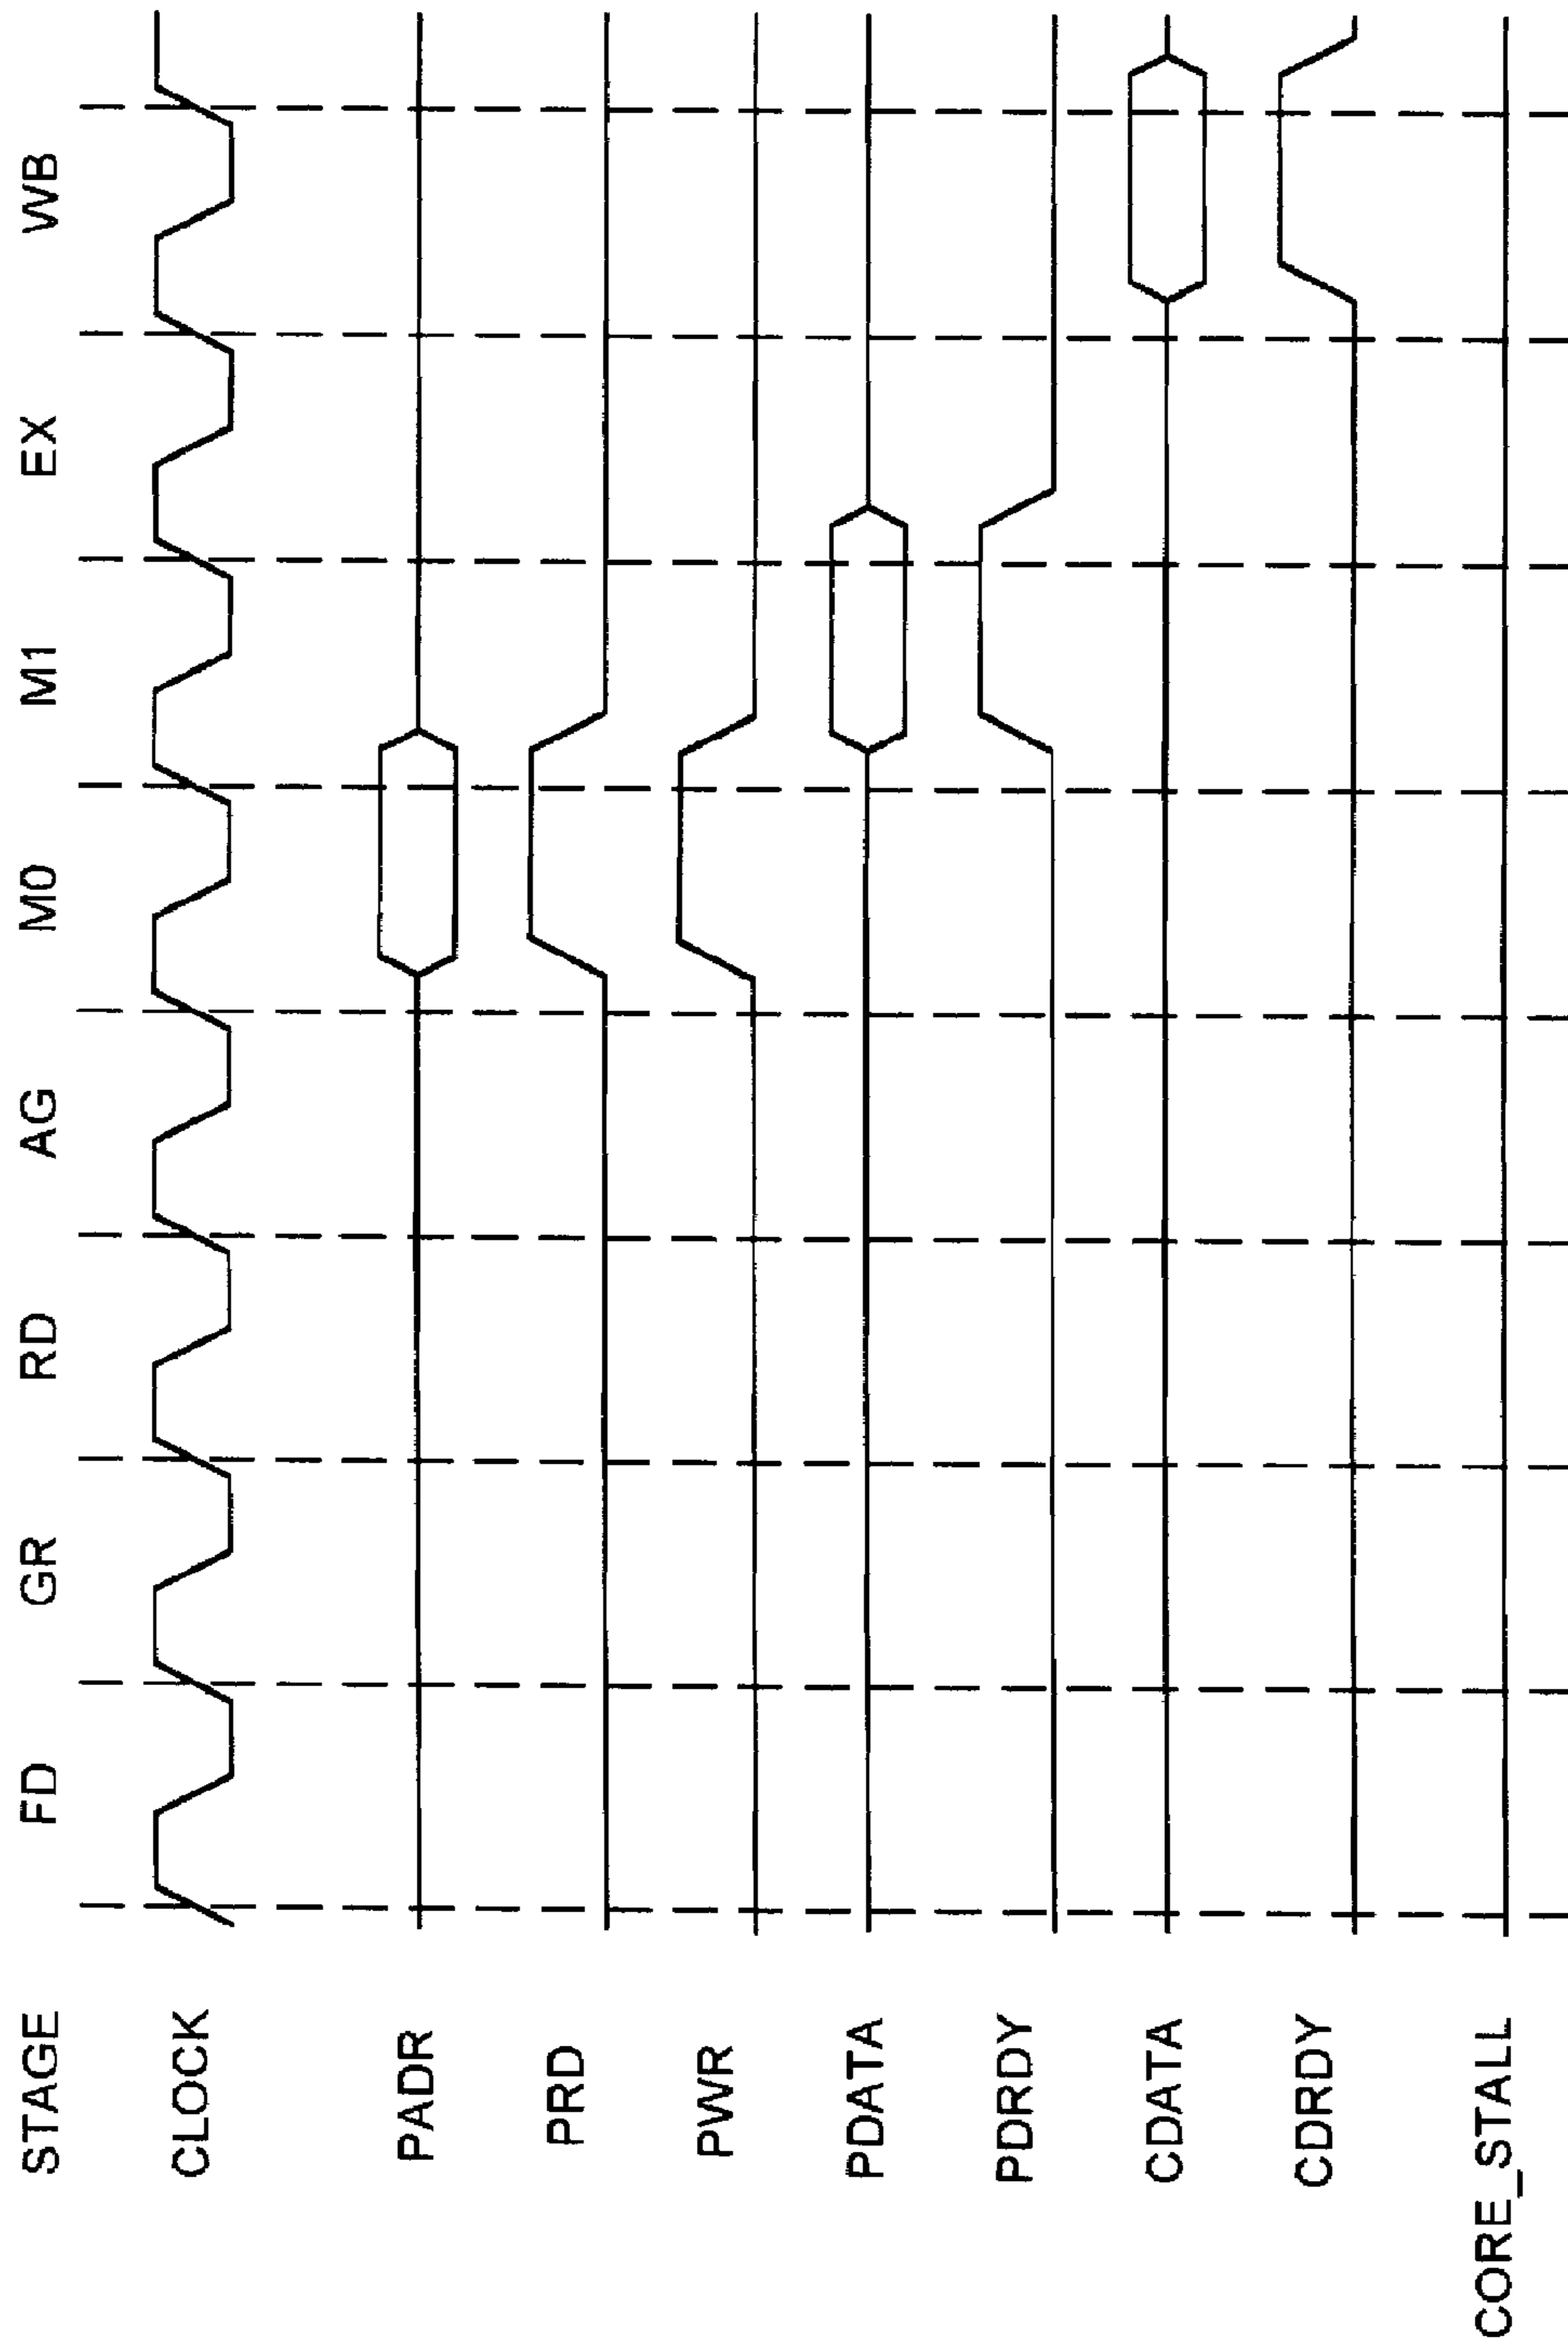 STAGE FD GR RD AG M0 M1 EX WB
CLOCK
PADR
PRD
PWR
PDATA
PDRDY
CDATA
CDRDY
CORE_STALL